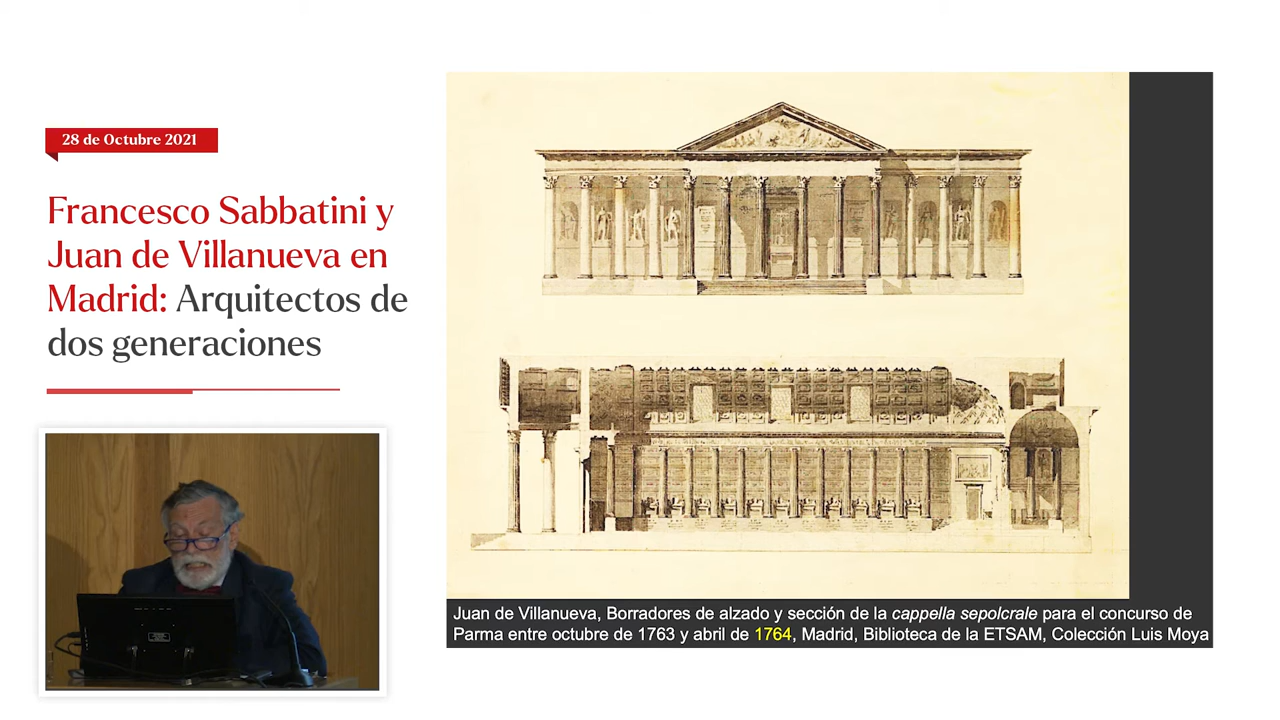 28 de Octubre 2021
Francesco Sabbatini y
Juan de Villanueva en
Madrid: Arquitectos de
dos generaciones
Juan de Villanueva, Borradores de alzado y sección de la cappella sepolcrale para el concurso de
Parma entre octubre de 1763 y abril de 1764, Madrid, Biblioteca de la ETSAM, Colección Luis Moya